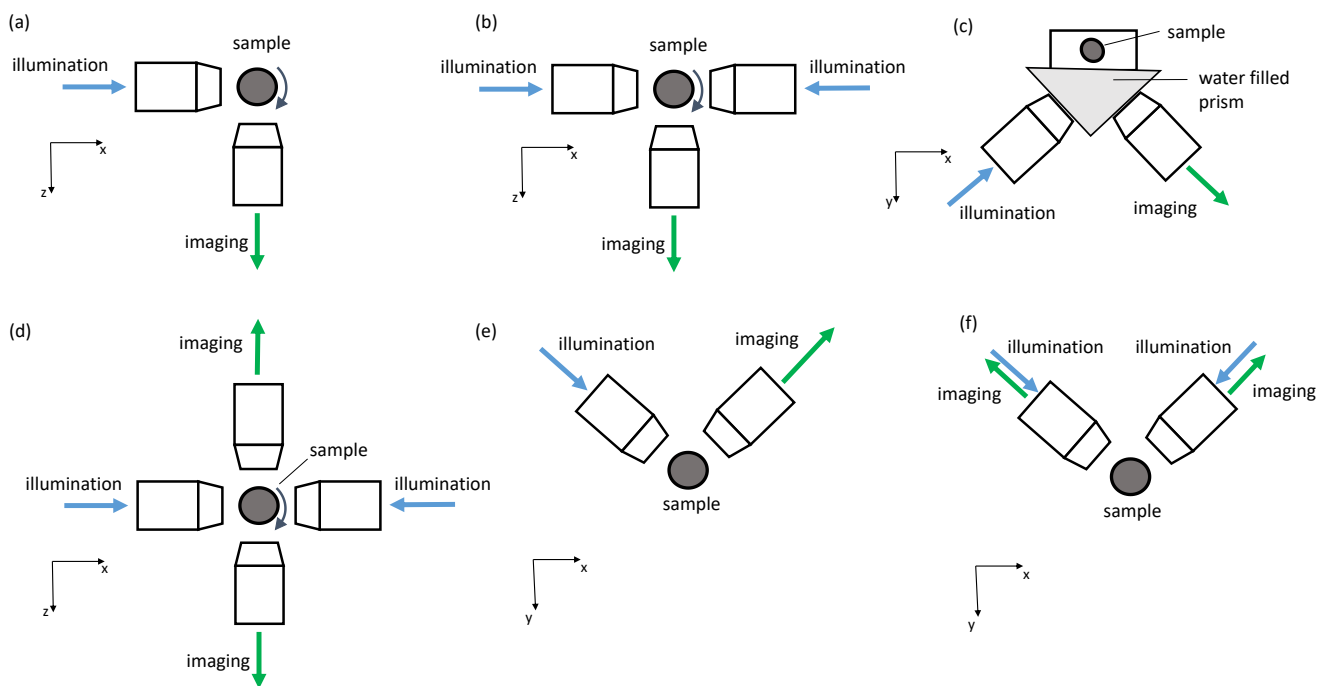 (a)
sample
illumination
x
z
imaging
(b)
sample
illumination
illumination
x
z
imaging
(c)
sample
water filled
prism
x
y
illumination
imaging
(d)
imaging
sample
illumination
illumination
x
z
imaging
(e)
illumination
imaging
sample
x
y
(f)
illumination
illumination
imaging
imaging
sample
x
y